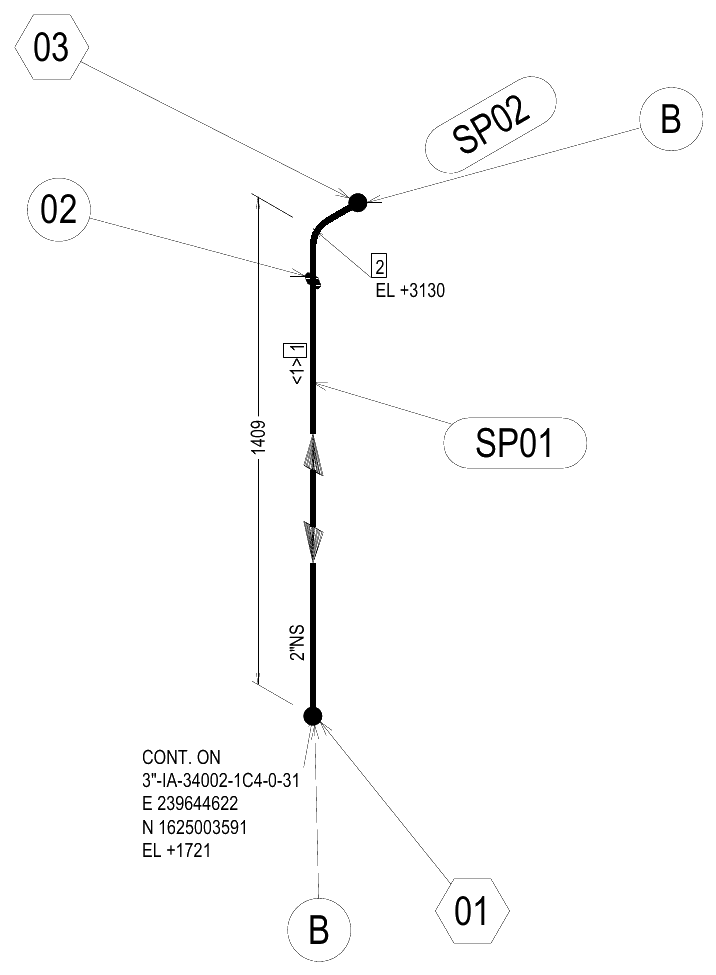 03
SP02
B
02
2
EL +3130
<1> 1
1409
SP01
2"NS
CONT. ON
3"-IA-34002-1C4-0-31
E 239644622
N 1625003591
EL +1721
01
B